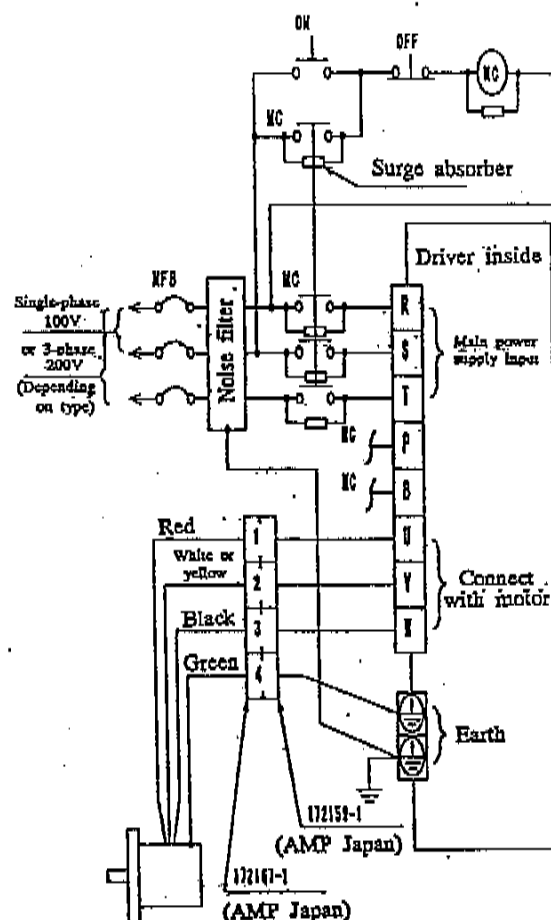 ON
OFF
MC
MC
Surge absorber
Driver inside
MFB
MC
Single-phase
100V
or 3-phase
200V
(Depending
on type)
Noise filter
R
S
T
P
B
U
V
W
Main power
supply input
MC
MC
Red
White or
yellow
Black
Green
1
2
3
4
Connect
with motor
Earth
172159-1
(AMP Japan)
172167-1
(AMP Japan)